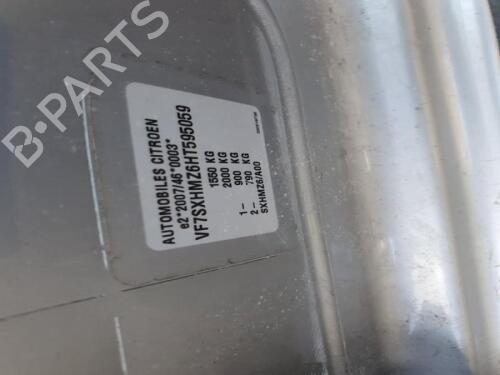 AUTOMOBILES CITROEN
e2*2007/46*0003*
VF7SXHMZ6HT595059
1550 KG
2000 KG
1- 900 KG
2- 790 KG
SXHMZ6/A00
B-PARTS